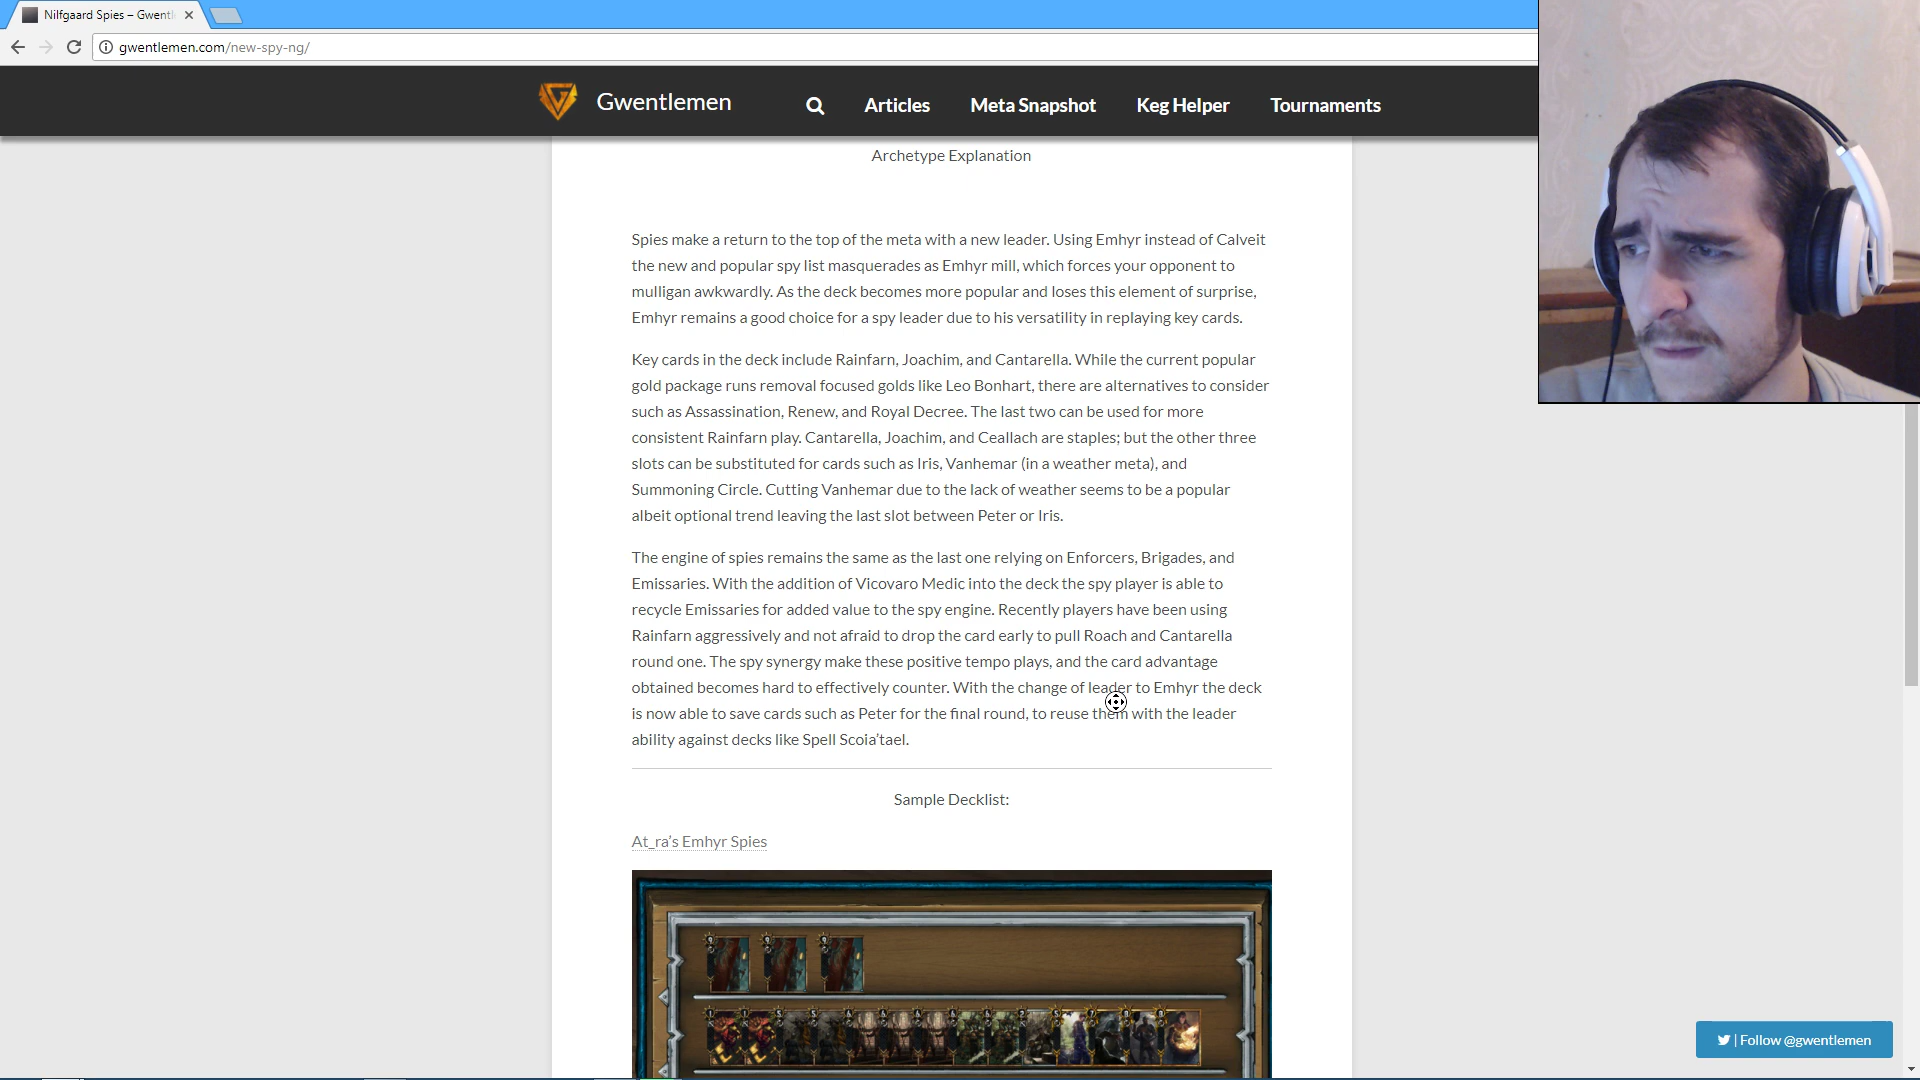 Nilfgaard Spies – Gwent
gwentlemen.com/new-spy-ng/
Gwentlemen
Articles
Meta Snapshot
Keg Helper
Tournaments
Archetype Explanation
Spies make a return to the top of the meta with a new leader. Using Emhyr instead of Calveit
the new and popular spy list masquerades as Emhyr mill, which forces your opponent to
mulligan awkwardly. As the deck becomes more popular and loses this element of surprise,
Emhyr remains a good choice for a spy leader due to his versatility in replaying key cards.
Key cards in the deck include Rainfarn, Joachim, and Cantarella. While the current popular
gold package runs removal focused golds like Leo Bonhart, there are alternatives to consider
such as Assassination, Renew, and Royal Decree. The last two can be used for more
consistent Rainfarn play. Cantarella, Joachim, and Ceallach are staples; but the other three
slots can be substituted for cards such as Iris, Vanhemar (in a weather meta), and
Summoning Circle. Cutting Vanhemar due to the lack of weather seems to be a popular
albeit optional trend leaving the last slot between Peter or Iris.
The engine of spies remains the same as the last one relying on Enforcers, Brigades, and
Emissaries. With the addition of Vicovaro Medic into the deck the spy player is able to
recycle Emissaries for added value to the spy engine. Recently players have been using
Rainfarn aggressively and not afraid to drop the card early to pull Roach and Cantarella
round one. The spy synergy make these positive tempo plays, and the card advantage
obtained becomes hard to effectively counter. With the change of leader to Emhyr the deck
is now able to save cards such as Peter for the final round, to reuse them with the leader
ability against decks like Spell Scoia'tael.
Sample Decklist:
At_ra's Emhyr Spies
| Follow @gwentlemen